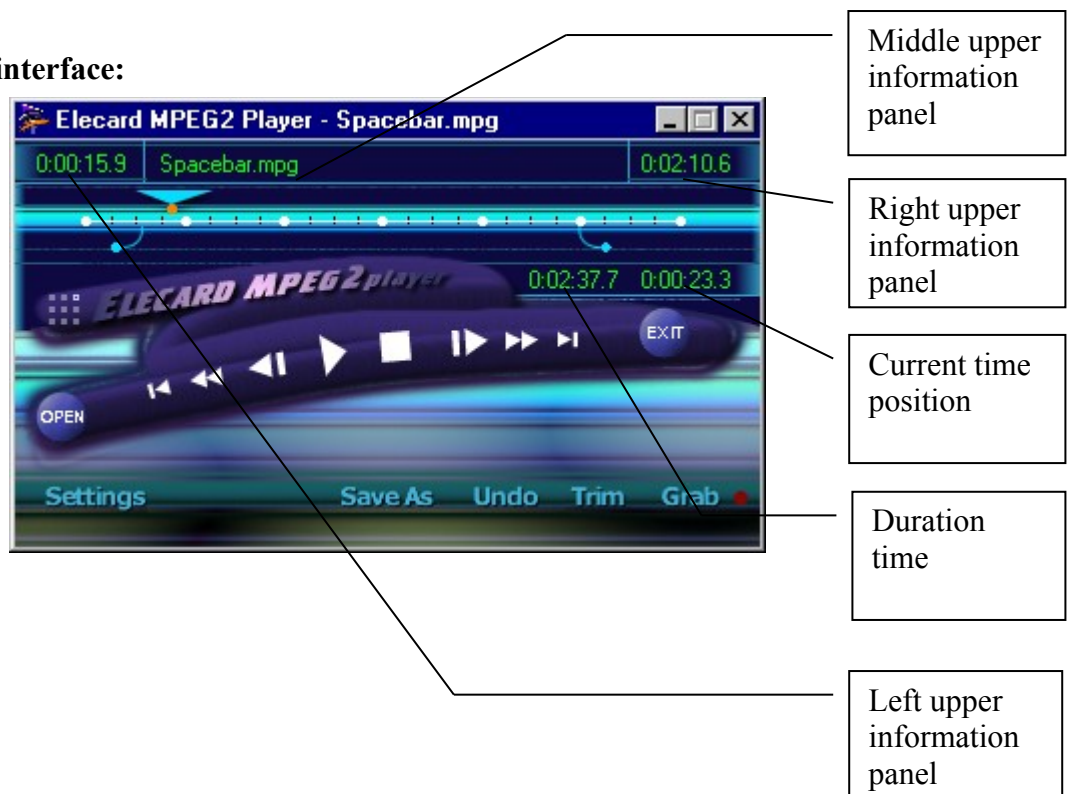 interface:
Elecard MPEG2 Player - Spacebar.mpg
0:00:15.9 Spacebar.mpg 0:02:10.6
ELECARD MPEG2player 0:02:37.7 0:00:23.3
EXIT
OPEN
Settings Save As Undo Trim Grab
Middle upper
information
panel
Right upper
information
panel
Current time
position
Duration
time
Left upper
information
panel